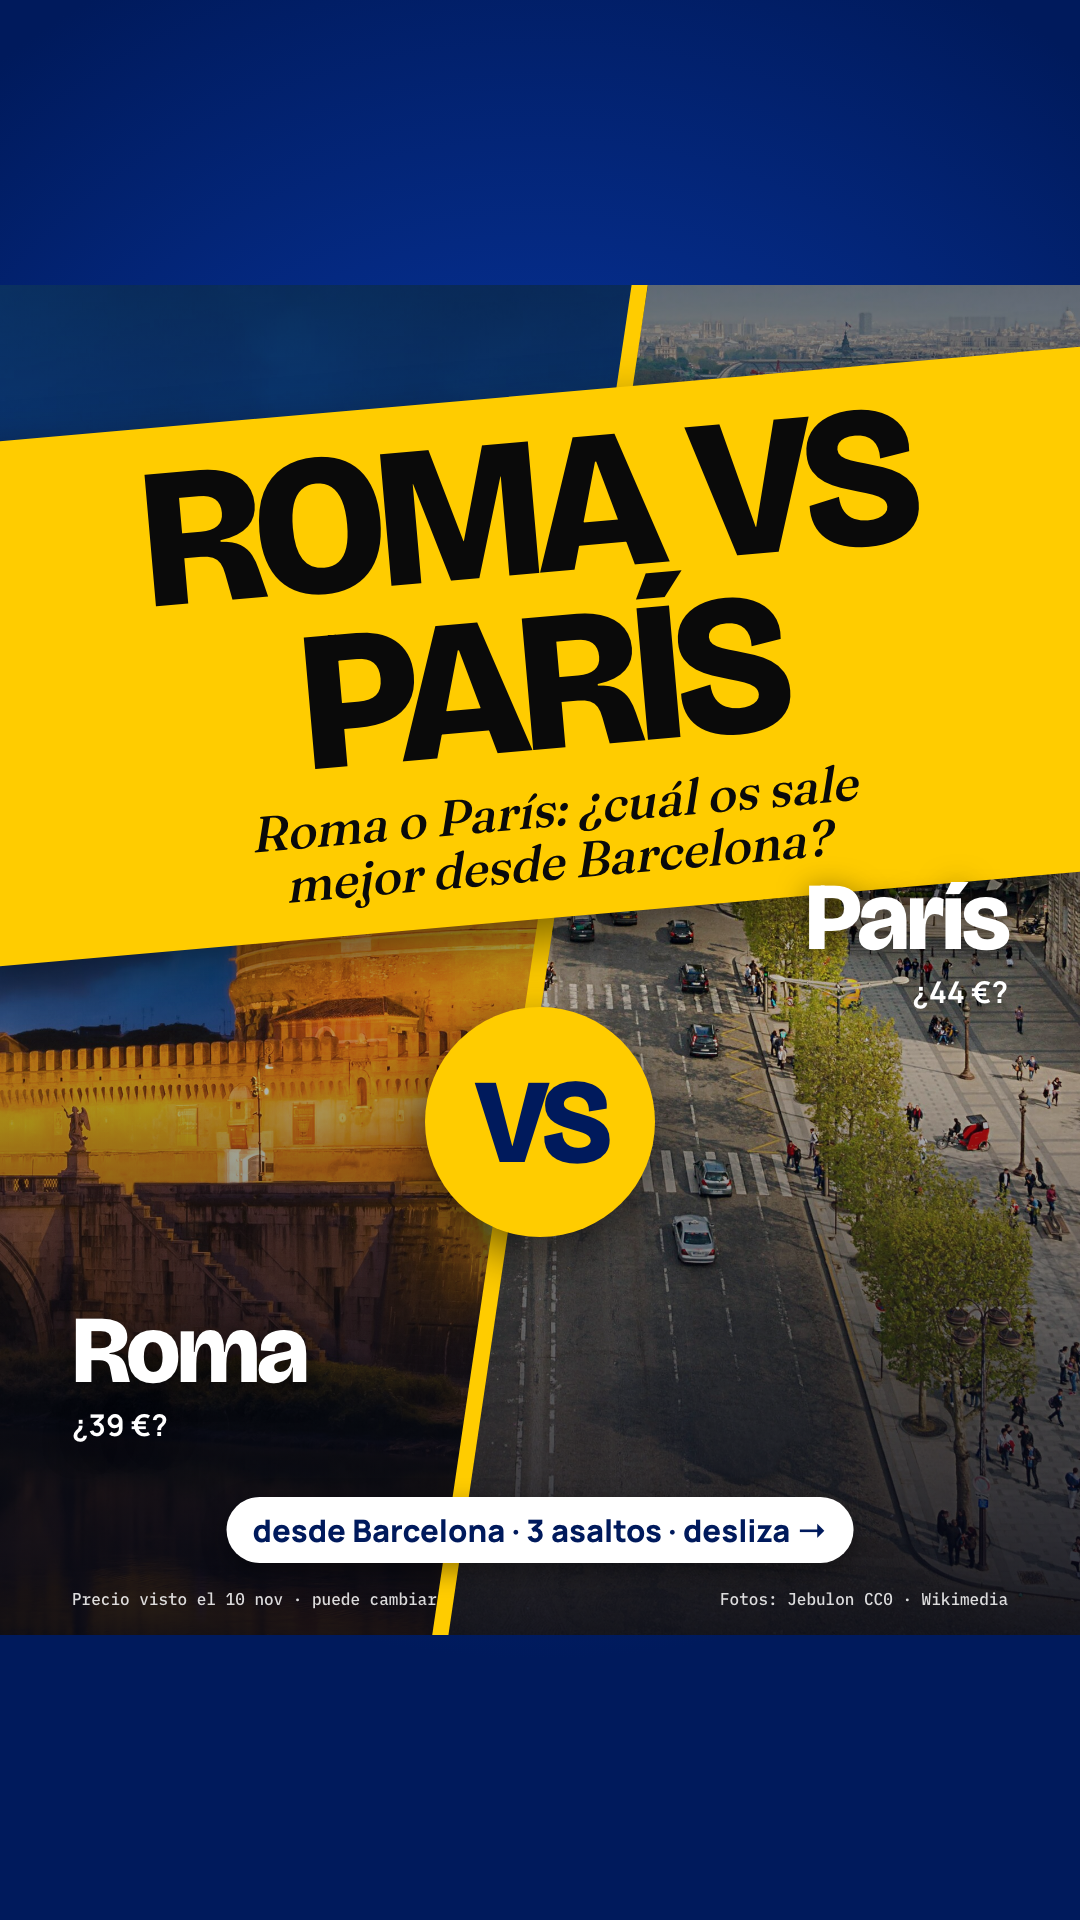 ROMA VS
PARÍS
Roma o París: ¿cuál os sale
mejor desde Barcelona?
París
¿44 €?
VS
Roma
¿39 €?
desde Barcelona · 3 asaltos · desliza →
Precio visto el 10 nov · puede cambiar
Fotos: Jebulon CC0 · Wikimedia